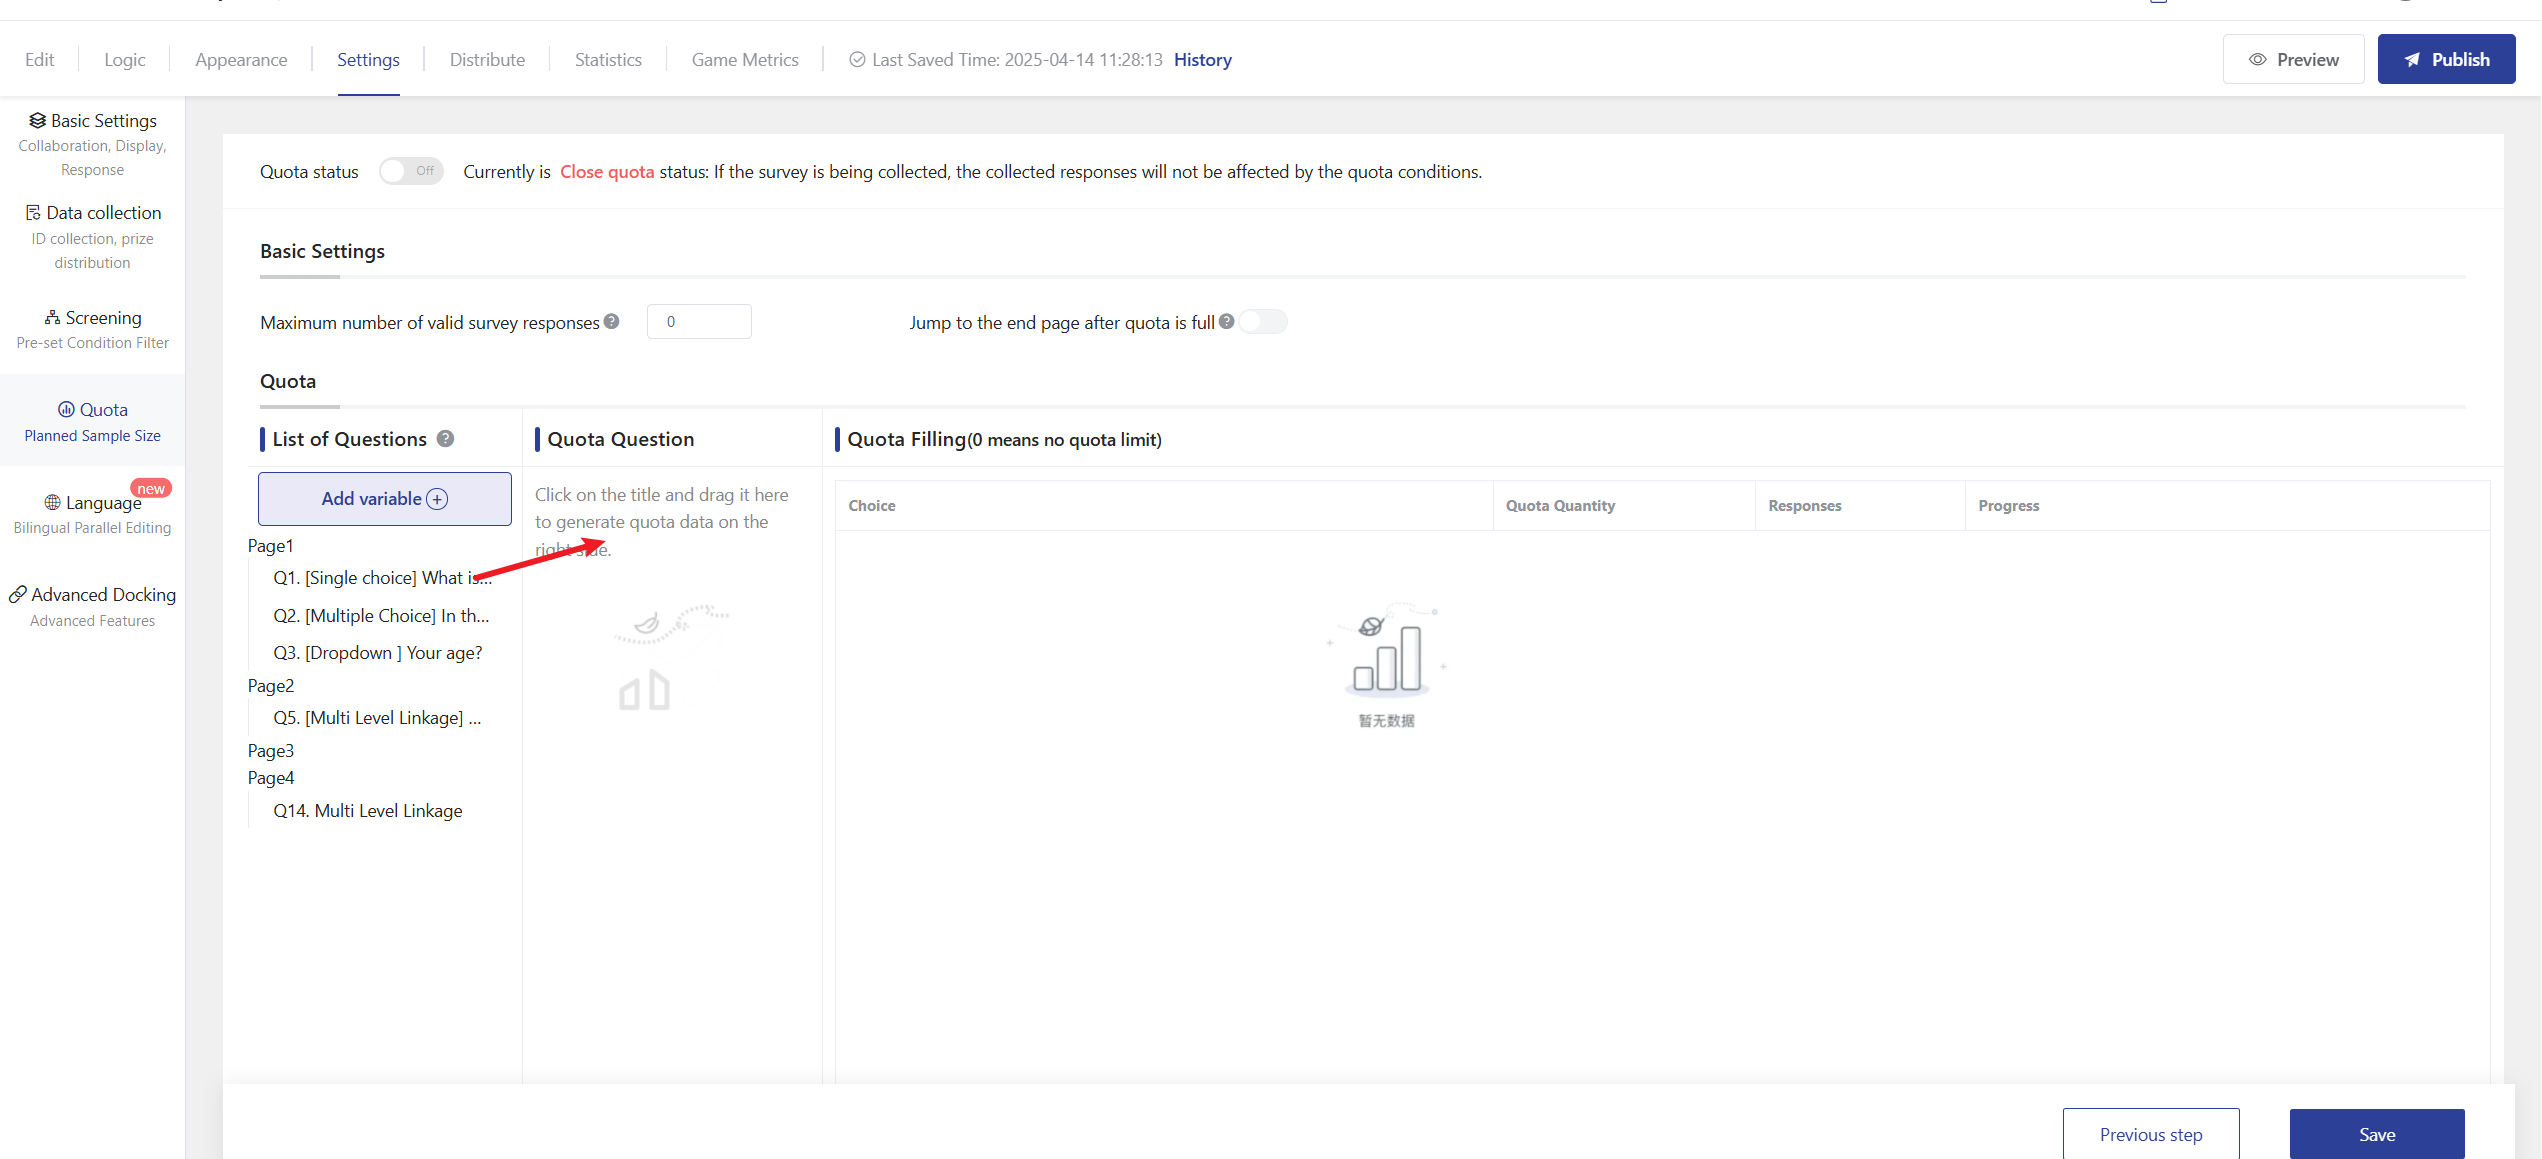 Edit
Logic
Appearance
Settings
Distribute
Statistics
Game Metrics
Last Saved Time: 2025-04-14 11:28:13 History
Preview
Publish
Basic Settings
Collaboration, Display,
Response
Data collection
ID collection, prize
distribution
Screening
Pre-set Condition Filter
Quota
Planned Sample Size
new
Language
Bilingual Parallel Editing
Advanced Docking
Advanced Features
Quota status
Off
Currently is Close quota status: If the survey is being collected, the collected responses will not be affected by the quota conditions.
Basic Settings
Maximum number of valid survey responses
0
Jump to the end page after quota is full
Quota
List of Questions
Add variable
Page1
Q1. [Single choice] What is...
Q2. [Multiple Choice] In th...
Q3. [Dropdown ] Your age?
Page2
Q5. [Multi Level Linkage] ...
Page3
Page4
Q14. Multi Level Linkage
Quota Question
Click on the title and drag it here
to generate quota data on the
right side.
Quota Filling(0 means no quota limit)
Choice
Quota Quantity
Responses
Progress
暂无数据
Previous step
Save